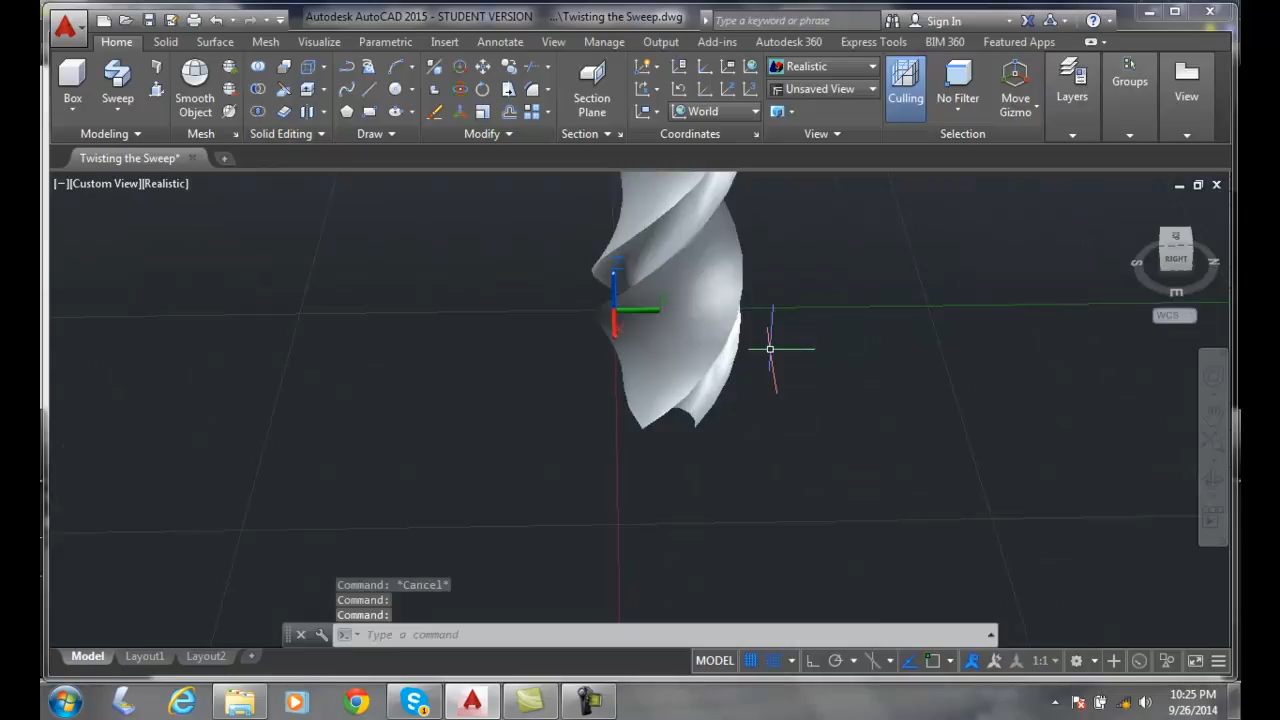 Autodesk AutoCAD 2015 - STUDENT VERSION ...\Twisting the Sweep.dwg
Type a keyword or phrase
Sign In
Home Solid Surface Mesh Visualize Parametric Insert Annotate View Manage Output Add-ins Autodesk 360 Express Tools BIM 360 Featured Apps
Realistic
Unsaved View
World
Box Sweep Smooth Object Section Plane Culling No Filter Move Gizmo Layers Groups View
Modeling Mesh Solid Editing Draw Modify Section Coordinates View Selection
Twisting the Sweep*
[−][Custom View][Realistic]
RIGHT
S N
E
WCS
Command: *Cancel*
Command:
Command:
Type a command
Model Layout1 Layout2 MODEL 1:1
10:25 PM
9/26/2014